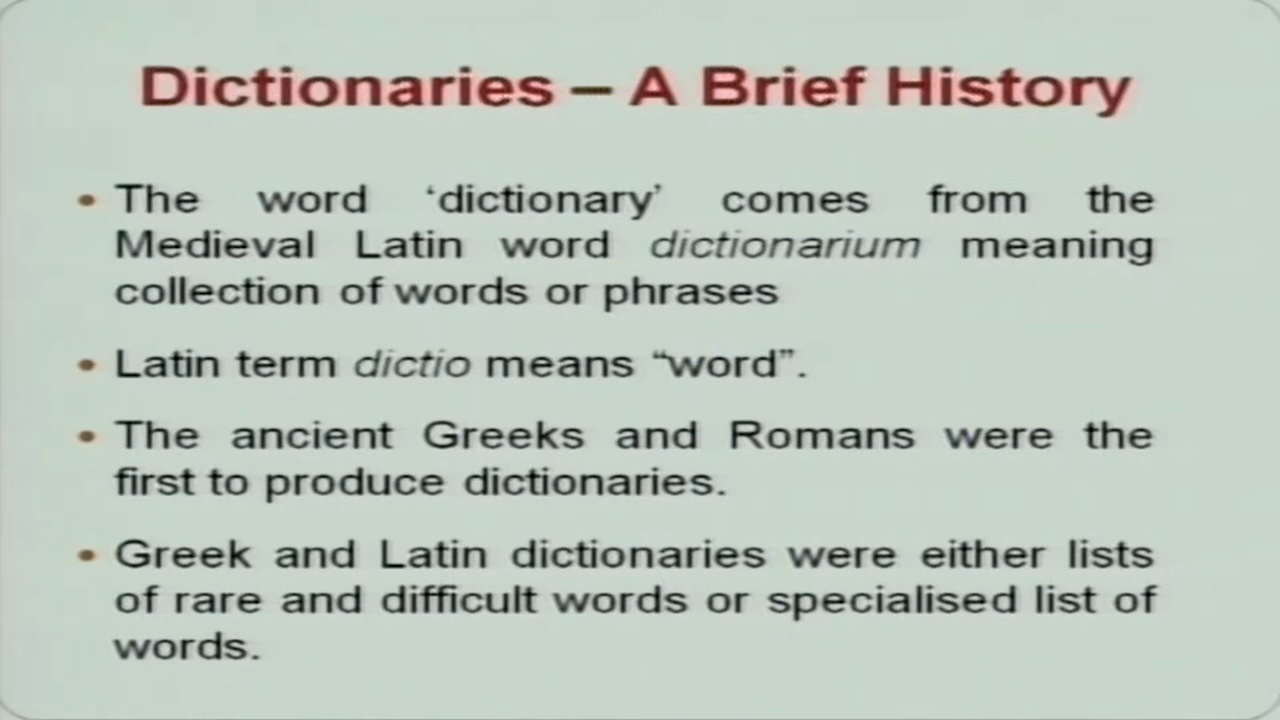 Dictionaries – A Brief History
• The word ‘dictionary’ comes from the
Medieval Latin word dictionarium meaning
collection of words or phrases
• Latin term dictio means “word”.
• The ancient Greeks and Romans were the
first to produce dictionaries.
• Greek and Latin dictionaries were either lists
of rare and difficult words or specialised list of
words.